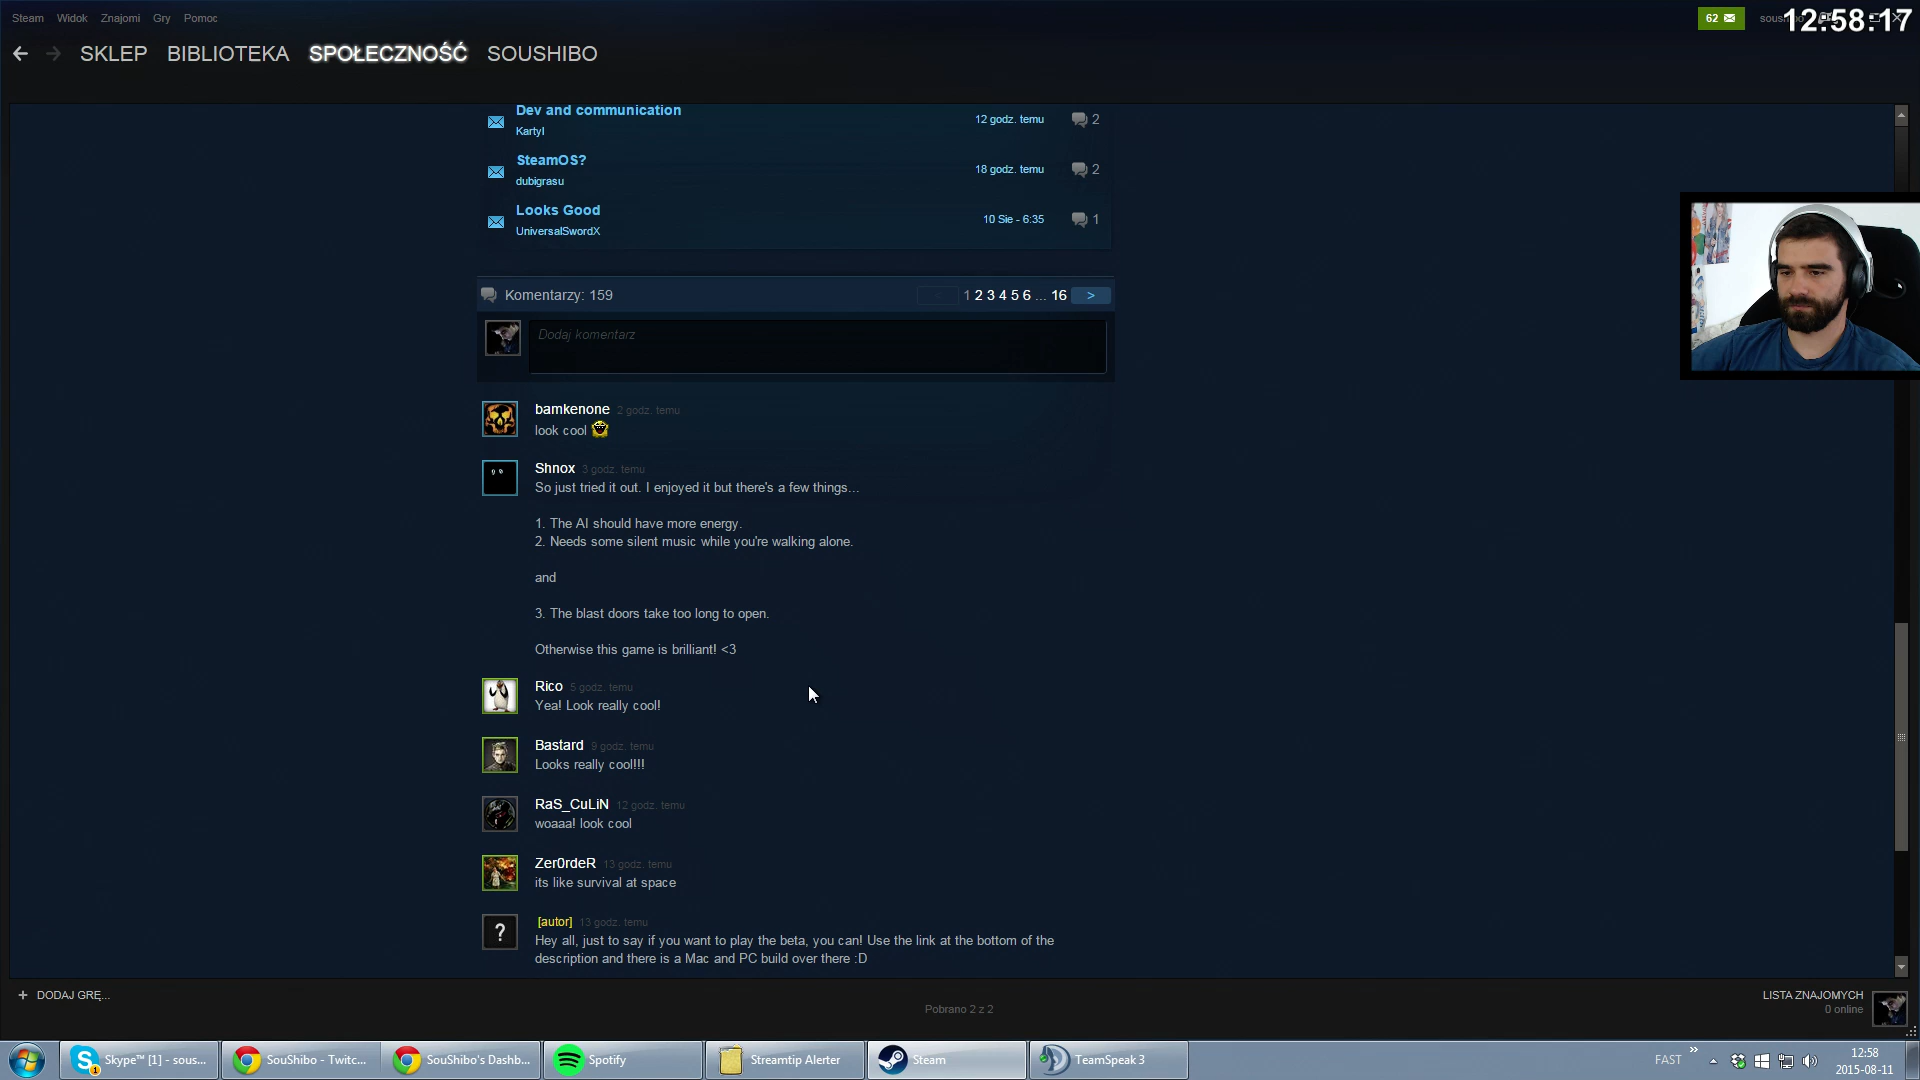 Steam Widok Znajomi Gry Pomoc
62
12:58:17
SKLEP BIBLIOTEKA SPOŁECZNOŚĆ SOUSHIBO
Dev and communication
KartyI
12 godz. temu
2
SteamOS?
dubigrasu
18 godz. temu
2
Looks Good
UniversalSwordX
10 Sie - 6:35
1
Komentarzy: 159
< 1 2 3 4 5 6 ... 16 >
Dodaj komentarz
bamkenone 2 godz. temu
look cool
Shnox 3 godz. temu
So just tried it out. I enjoyed it but there's a few things...
1. The AI should have more energy.
2. Needs some silent music while you're walking alone.
and
3. The blast doors take too long to open.
Otherwise this game is brilliant! <3
Rico 5 godz. temu
Yea! Look really cool!
Bastard 9 godz. temu
Looks really cool!!!
RaS_CuLiN 12 godz. temu
woaaa! look cool
Zer0rdeR 13 godz. temu
its like survival at space
?
[autor] 13 godz. temu
Hey all, just to say if you want to play the beta, you can! Use the link at the bottom of the
description and there is a Mac and PC build over there :D
+ DODAJ GRĘ...
Pobrano 2 z 2
LISTA ZNAJOMYCH
0 online
Skype™ [1] - sous...
SouShibo - Twitc...
SouShibo's Dashb...
Spotify
Streamtip Alerter
Steam
TeamSpeak 3
FAST
12:58
2015-08-11